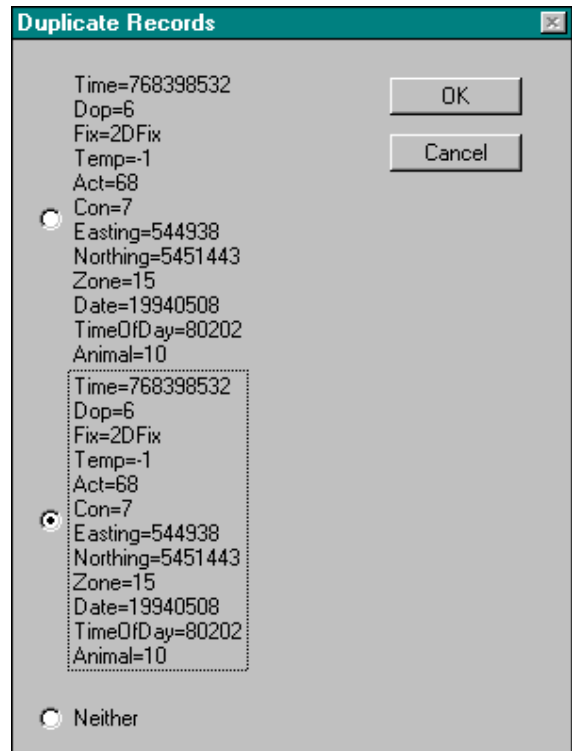 Duplicate Records
Time=768398532
Dop=6
Fix=2DFix
Temp=-1
Act=68
Con=7
Easting=544938
Northing=5451443
Zone=15
Date=19940508
TimeOfDay=80202
Animal=10
Time=768398532
Dop=6
Fix=2DFix
Temp=-1
Act=68
Con=7
Easting=544938
Northing=5451443
Zone=15
Date=19940508
TimeOfDay=80202
Animal=10
Neither
OK
Cancel